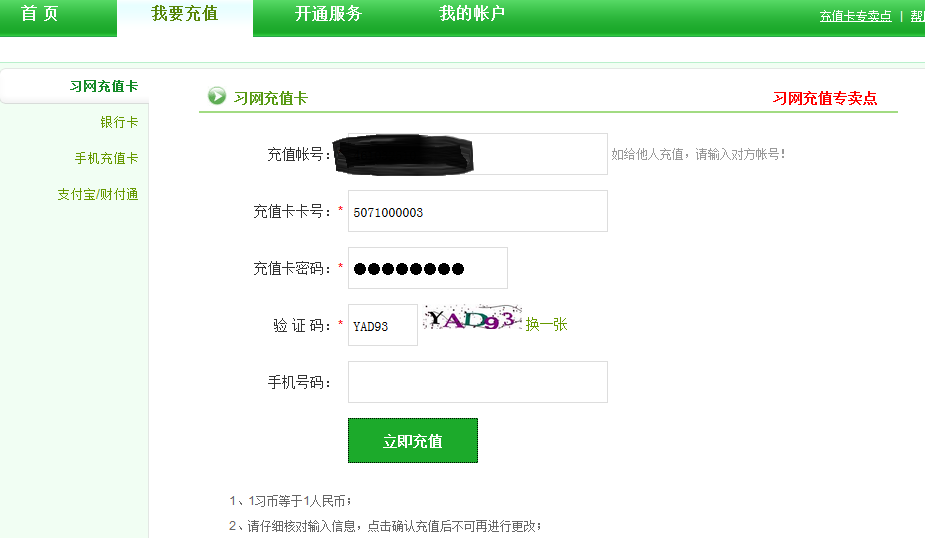 首 页 我要充值 开通服务 我的帐户 充值卡专卖点 |
习网充值卡
银行卡
手机充值卡
支付宝/财付通
习网充值卡 习网充值专卖点
充值帐号： 如给他人充值，请输入对方帐号！
充值卡卡号：* 5071000003
充值卡密码：* ●●●●●●●●
验 证 码：* YAD93 YAD93 换一张
手机号码：
立即充值
1、1习币等于1人民币；
2、请仔细核对输入信息，点击确认充值后不可再进行更改；